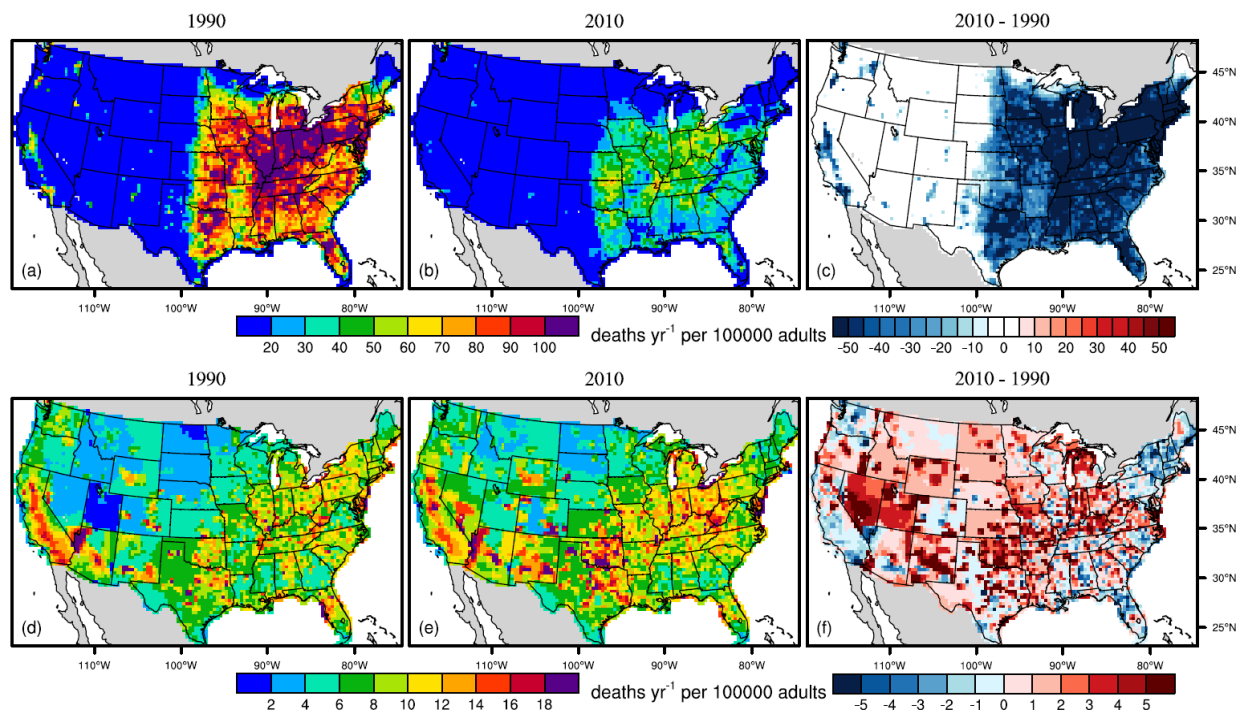 1990 2010 2010 - 1990
45°N
40°N
35°N
30°N
25°N
(a) (b) (c)
110°W 100°W 90°W 80°W 110°W 100°W 90°W 80°W 110°W 100°W 90°W 80°W
deaths yr⁻¹ per 100000 adults
20 30 40 50 60 70 80 90 100 -50 -40 -30 -20 -10 0 10 20 30 40 50
1990 2010 2010 - 1990
45°N
40°N
35°N
30°N
25°N
(d) (e) (f)
110°W 100°W 90°W 80°W 110°W 100°W 90°W 80°W 110°W 100°W 90°W 80°W
deaths yr⁻¹ per 100000 adults
2 4 6 8 10 12 14 16 18 -5 -4 -3 -2 -1 0 1 2 3 4 5